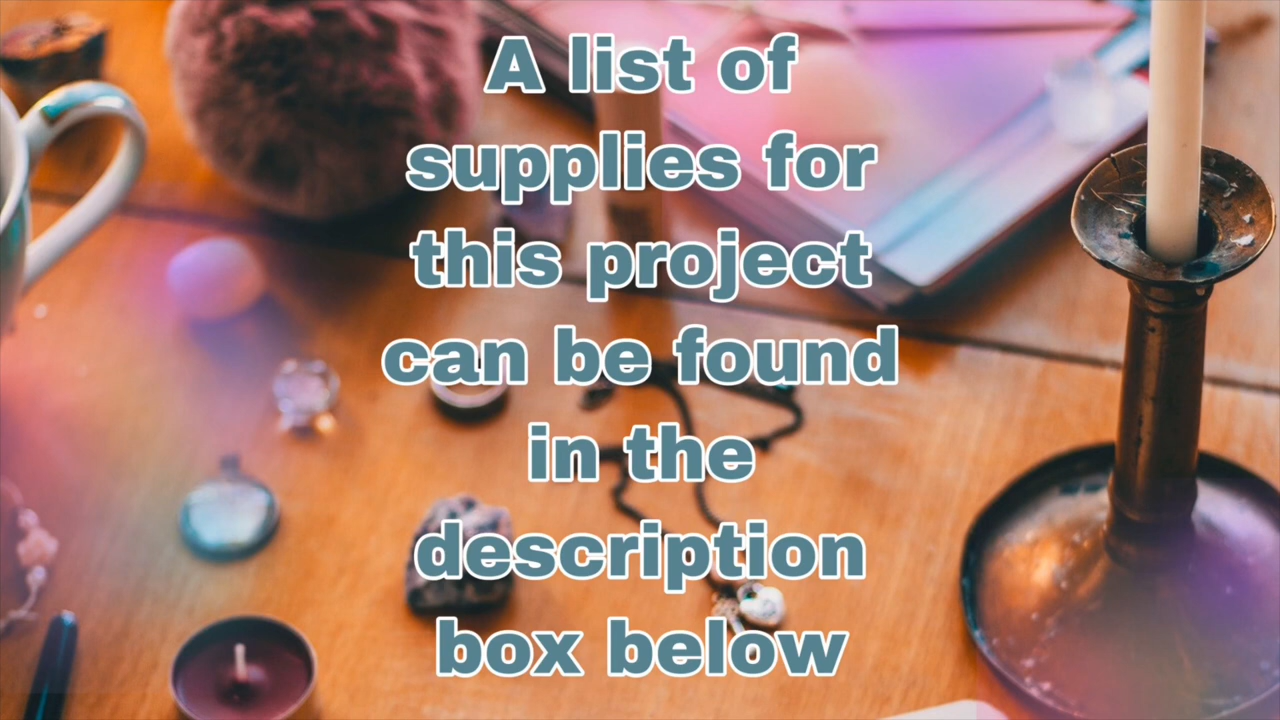 A list of
supplies for
this project
can be found
in the
description
box below